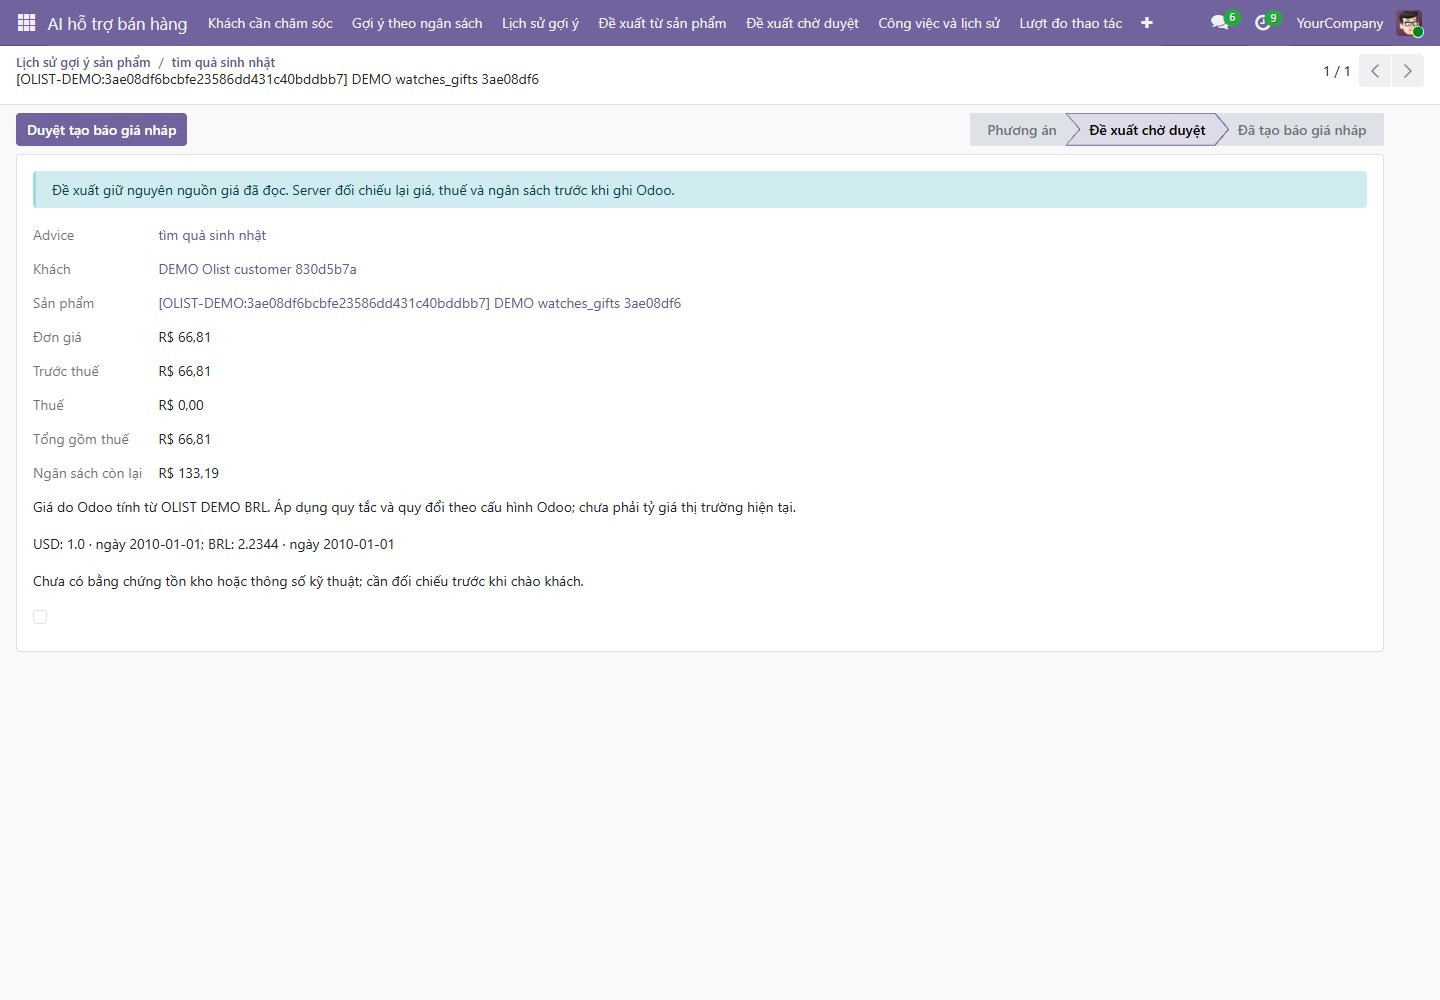 AI hỗ trợ bán hàng Khách cần chăm sóc Gợi ý theo ngân sách Lịch sử gợi ý Đề xuất từ sản phẩm Đề xuất chờ duyệt Công việc và lịch sử Lượt đo thao tác 6 9 YourCompany
Lịch sử gợi ý sản phẩm / tìm quà sinh nhật
[OLIST-DEMO:3ae08df6bcbfe23586dd431c40bddbb7] DEMO watches_gifts 3ae08df6
1 / 1
Duyệt tạo báo giá nháp
Phương án Đề xuất chờ duyệt Đã tạo báo giá nháp
Đề xuất giữ nguyên nguồn giá đã đọc. Server đối chiếu lại giá, thuế và ngân sách trước khi ghi Odoo.
Advice tìm quà sinh nhật
Khách DEMO Olist customer 830d5b7a
Sản phẩm [OLIST-DEMO:3ae08df6bcbfe23586dd431c40bddbb7] DEMO watches_gifts 3ae08df6
Đơn giá R$ 66,81
Trước thuế R$ 66,81
Thuế R$ 0,00
Tổng gồm thuế R$ 66,81
Ngân sách còn lại R$ 133,19
Giá do Odoo tính từ OLIST DEMO BRL. Áp dụng quy tắc và quy đổi theo cấu hình Odoo; chưa phải tỷ giá thị trường hiện tại.
USD: 1.0 · ngày 2010-01-01; BRL: 2.2344 · ngày 2010-01-01
Chưa có bằng chứng tồn kho hoặc thông số kỹ thuật; cần đối chiếu trước khi chào khách.